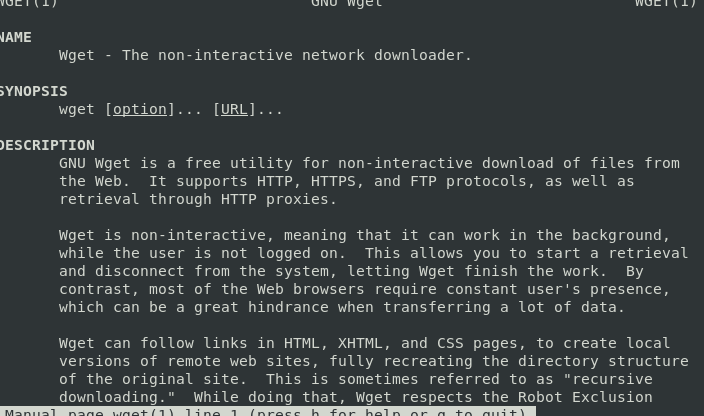 WGET(1) GNU Wget WGET(1)
NAME
Wget - The non-interactive network downloader.
SYNOPSIS
wget [option]... [URL]...
DESCRIPTION
GNU Wget is a free utility for non-interactive download of files from
the Web.  It supports HTTP, HTTPS, and FTP protocols, as well as
retrieval through HTTP proxies.
Wget is non-interactive, meaning that it can work in the background,
while the user is not logged on.  This allows you to start a retrieval
and disconnect from the system, letting Wget finish the work.  By
contrast, most of the Web browsers require constant user's presence,
which can be a great hindrance when transferring a lot of data.
Wget can follow links in HTML, XHTML, and CSS pages, to create local
versions of remote web sites, fully recreating the directory structure
of the original site.  This is sometimes referred to as "recursive
downloading."  While doing that, Wget respects the Robot Exclusion
Manual page wget(1) line 1 (press h for help or q to quit)